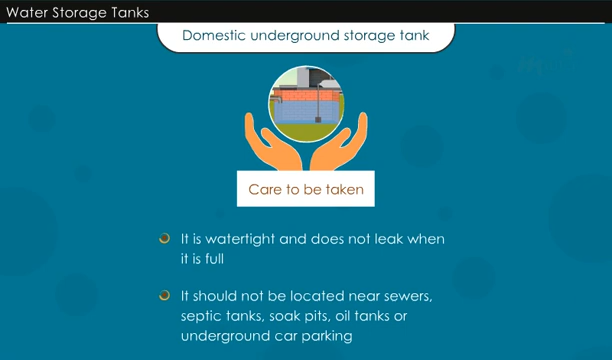 Water Storage Tanks
Domestic underground storage tank
Care to be taken
It is watertight and does not leak when
it is full
It should not be located near sewers,
septic tanks, soak pits, oil tanks or
underground car parking